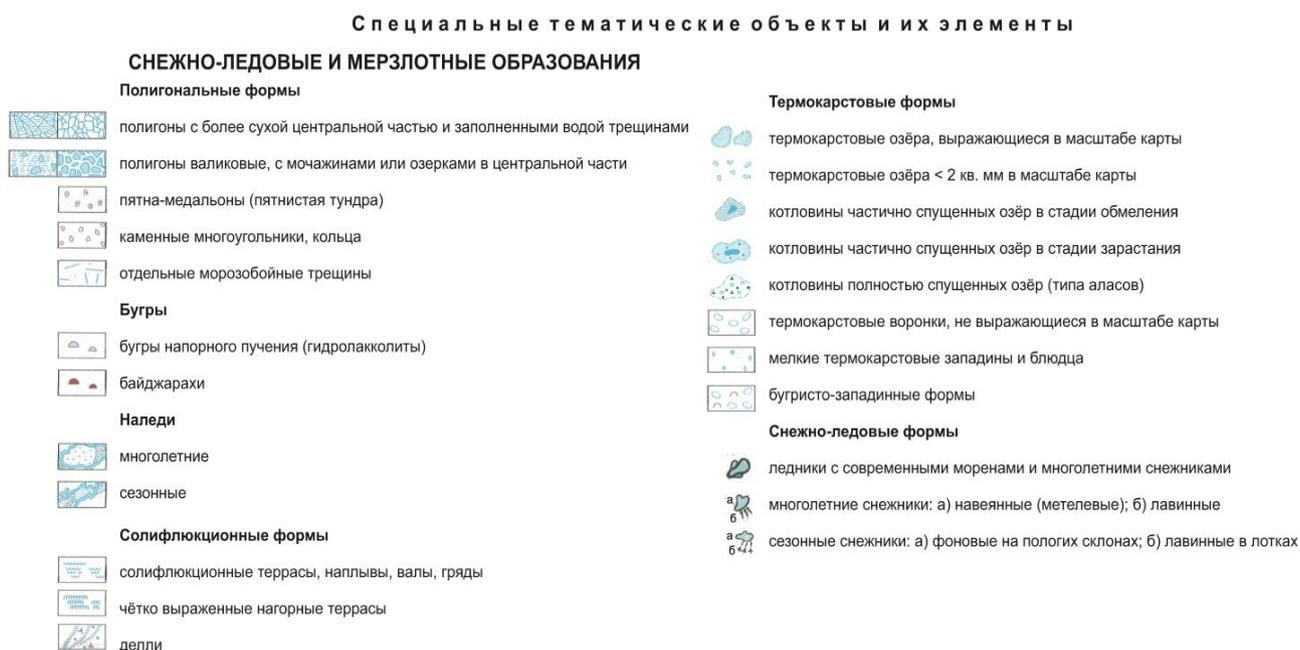 Специальные тематические объекты и их элементы
СНЕЖНО-ЛЕДОВЫЕ И МЕРЗЛОТНЫЕ ОБРАЗОВАНИЯ
Полигональные формы
полигоны с более сухой центральной частью и заполненными водой трещинами
полигоны валиковые, с мочажинами или озерками в центральной части
пятна-медальоны (пятнистая тундра)
каменные многоугольники, кольца
отдельные морозобойные трещины
Бугры
бугры напорного пучения (гидролакколиты)
байджарахи
Наледи
многолетние
сезонные
Солифлюкционные формы
солифлюкционные террасы, наплывы, валы, гряды
чётко выраженные нагорные террасы
делли
Термокарстовые формы
термокарстовые озёра, выражающиеся в масштабе карты
термокарстовые озёра < 2 кв. мм в масштабе карты
котловины частично спущенных озёр в стадии обмеления
котловины частично спущенных озёр в стадии зарастания
котловины полностью спущенных озёр (типа аласов)
термокарстовые воронки, не выражающиеся в масштабе карты
мелкие термокарстовые западины и блюдца
бугристо-западинные формы
Снежно-ледовые формы
ледники с современными моренами и многолетними снежниками
а
б
многолетние снежники: а) навеянные (метелевые); б) лавинные
а
б
сезонные снежники: а) фоновые на пологих склонах; б) лавинные в лотках